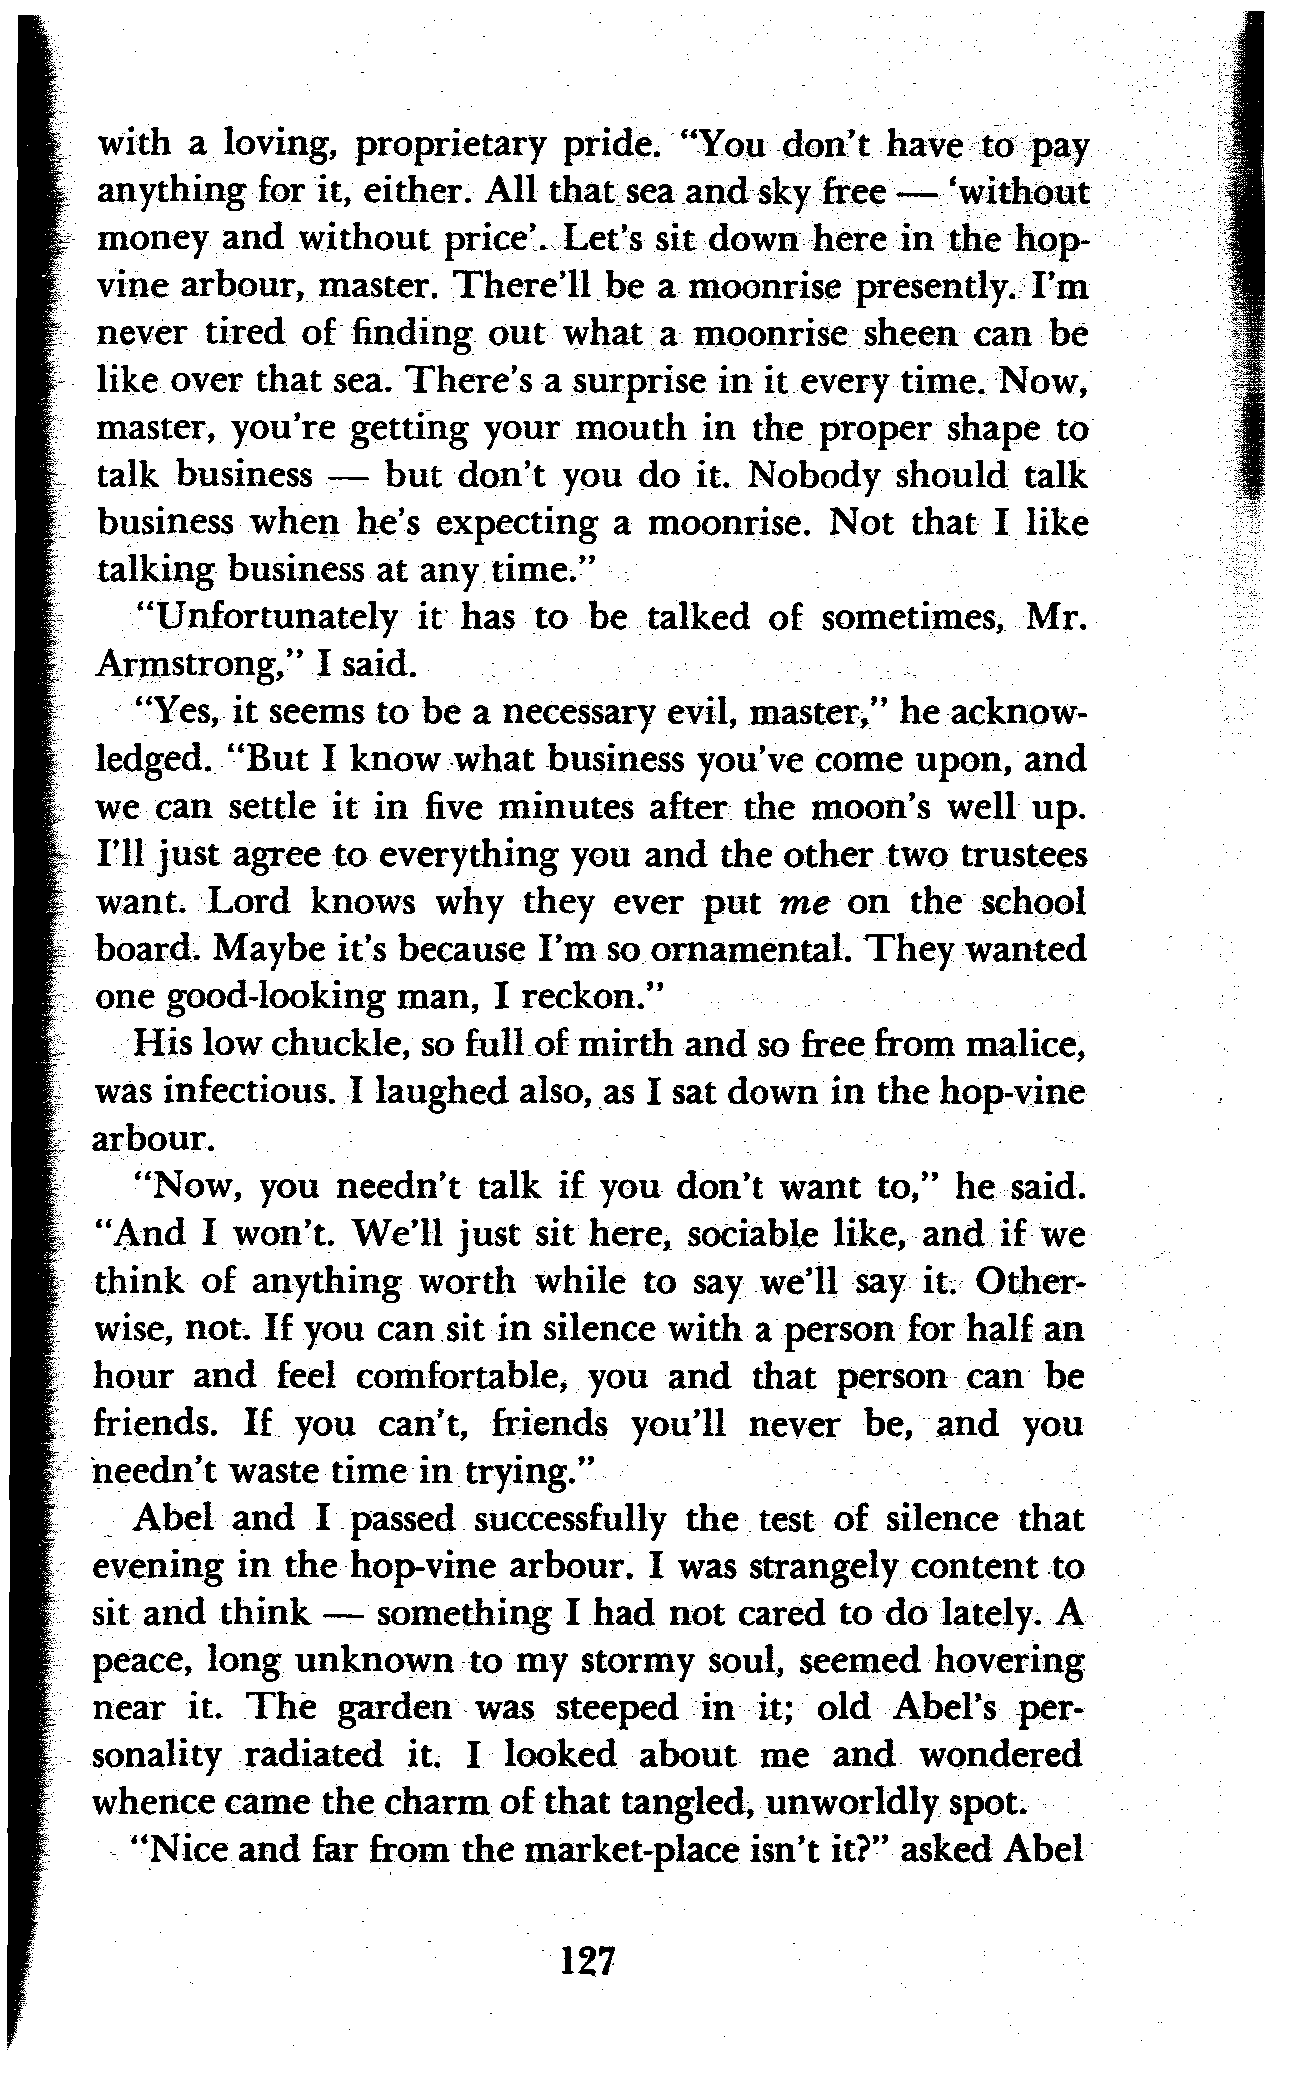 with a loving, proprietary pride. “You don’t have to pay
anything for it, either. All that sea and sky free — ‘without
money and without price’. Let’s sit down here in the hop-
vine arbour, master. There’ll be a moonrise presently. I’m
never tired of finding out what a moonrise sheen can be
like over that sea. There’s a surprise in it every time. Now,
master, you’re getting your mouth in the proper shape to
talk business — but don’t you do it. Nobody should talk
business when he’s expecting a moonrise. Not that I like
talking business at any time.”
“Unfortunately it has to be talked of sometimes, Mr.
Armstrong,” I said.
“Yes, it seems to be a necessary evil, master,” he acknow-
ledged. “But I know what business you’ve come upon, and
we can settle it in five minutes after the moon’s well up.
I’ll just agree to everything you and the other two trustees
want. Lord knows why they ever put me on the school
board. Maybe it’s because I’m so ornamental. They wanted
one good-looking man, I reckon.”
His low chuckle, so full of mirth and so free from malice,
was infectious. I laughed also, as I sat down in the hop-vine
arbour.
“Now, you needn’t talk if you don’t want to,” he said.
“And I won’t. We’ll just sit here, sociable like, and if we
think of anything worth while to say we’ll say it. Other-
wise, not. If you can sit in silence with a person for half an
hour and feel comfortable, you and that person can be
friends. If you can’t, friends you’ll never be, and you
needn’t waste time in trying.”
Abel and I passed successfully the test of silence that
evening in the hop-vine arbour. I was strangely content to
sit and think — something I had not cared to do lately. A
peace, long unknown to my stormy soul, seemed hovering
near it. The garden was steeped in it; old Abel’s per-
sonality radiated it. I looked about me and wondered
whence came the charm of that tangled, unworldly spot.
“Nice and far from the market-place isn’t it?” asked Abel
127